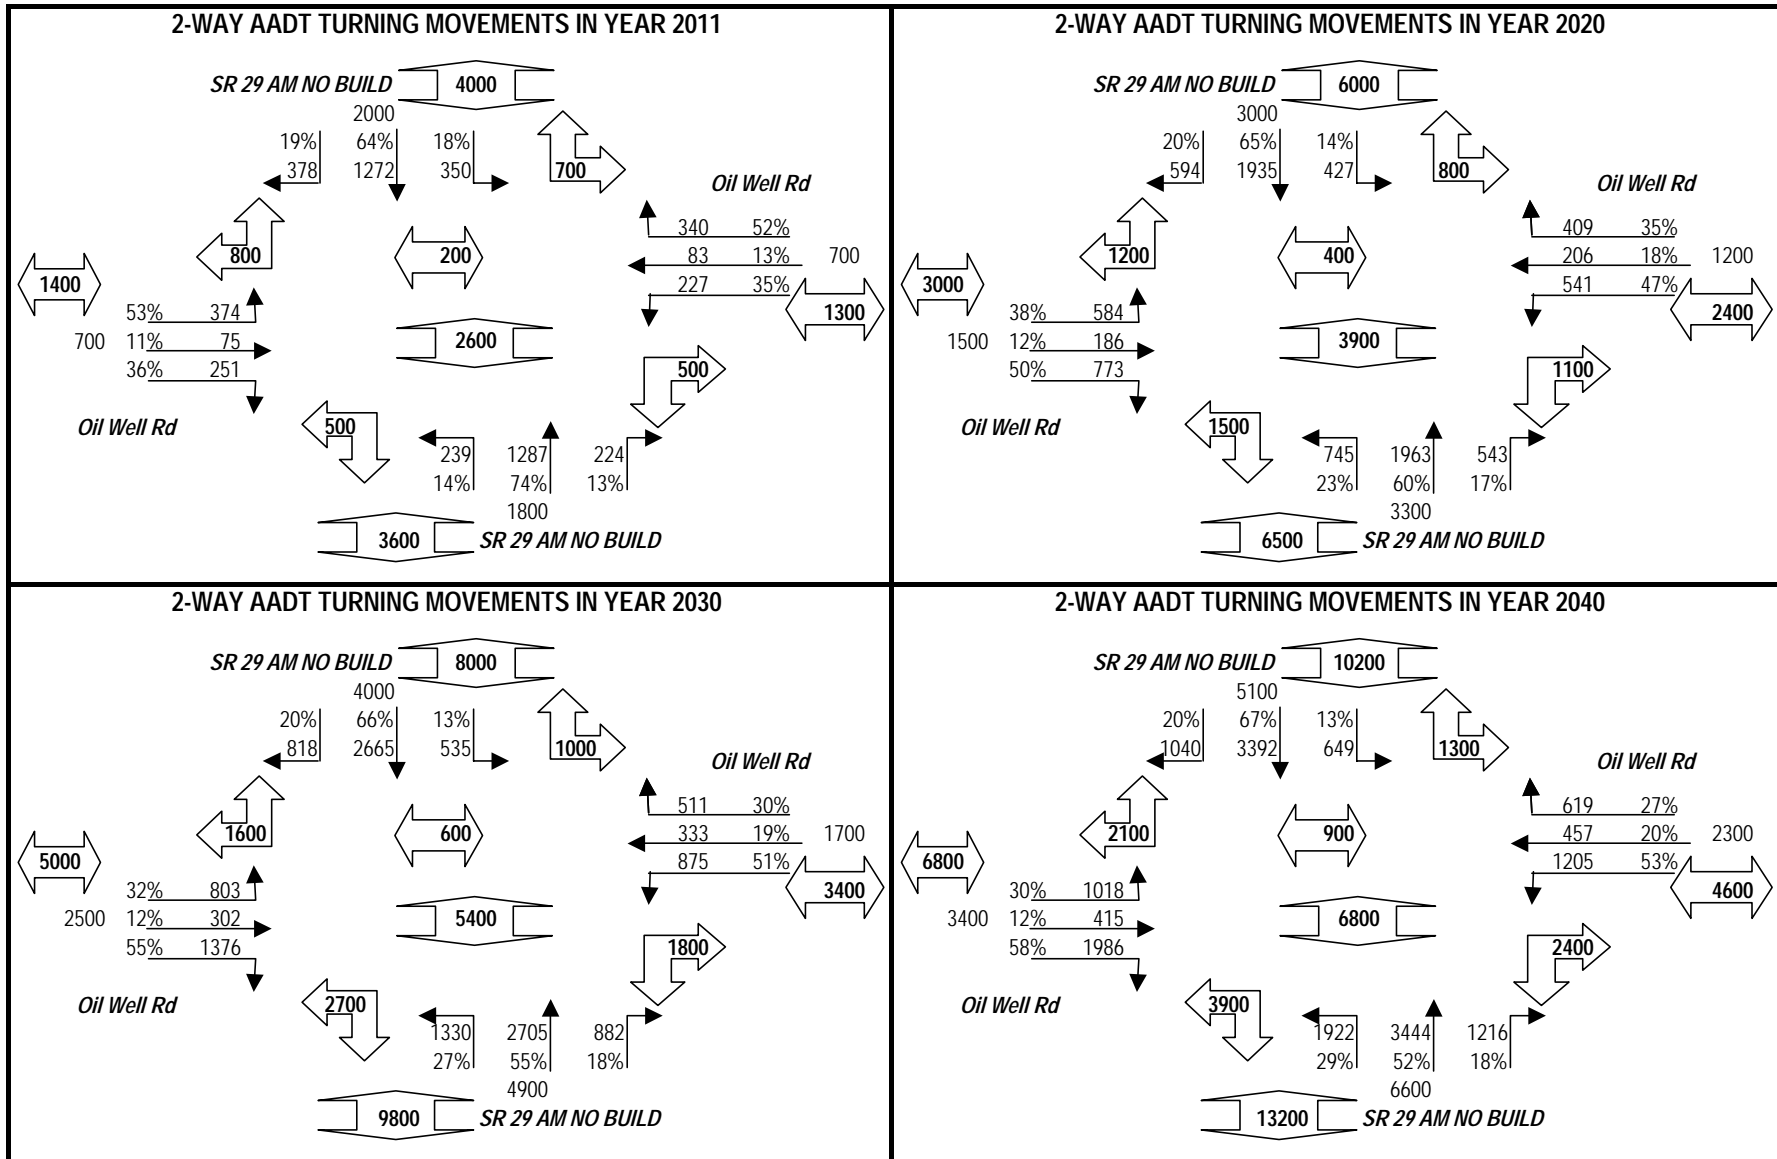 2-WAY AADT TURNING MOVEMENTS IN YEAR 2011
SR 29 AM NO BUILD 4000
2000
19% 64% 18%
378 1272 350 700
Oil Well Rd
340 52%
800 200 83 13% 700
1400 227 35%
53% 374 1300
700 11% 75 2600
36% 251 500
Oil Well Rd 500
239 1287 224
14% 74% 13%
1800
3600 SR 29 AM NO BUILD
2-WAY AADT TURNING MOVEMENTS IN YEAR 2020
SR 29 AM NO BUILD 6000
3000
20% 65% 14%
594 1935 427 800
Oil Well Rd
409 35%
1200 400 206 18% 1200
3000 541 47%
38% 584 2400
1500 12% 186 3900
50% 773 1100
Oil Well Rd 1500
745 1963 543
23% 60% 17%
3300
6500 SR 29 AM NO BUILD
2-WAY AADT TURNING MOVEMENTS IN YEAR 2030
SR 29 AM NO BUILD 8000
4000
20% 66% 13%
818 2665 535 1000
Oil Well Rd
511 30%
1600 600 333 19% 1700
5000 875 51%
32% 803 3400
2500 12% 302 5400
55% 1376 1800
Oil Well Rd 2700
1330 2705 882
27% 55% 18%
4900
9800 SR 29 AM NO BUILD
2-WAY AADT TURNING MOVEMENTS IN YEAR 2040
SR 29 AM NO BUILD 10200
5100
20% 67% 13%
1040 3392 649 1300
Oil Well Rd
619 27%
2100 900 457 20% 2300
6800 1205 53%
30% 1018 4600
3400 12% 415 6800
58% 1986 2400
Oil Well Rd 3900
1922 3444 1216
29% 52% 18%
6600
13200 SR 29 AM NO BUILD